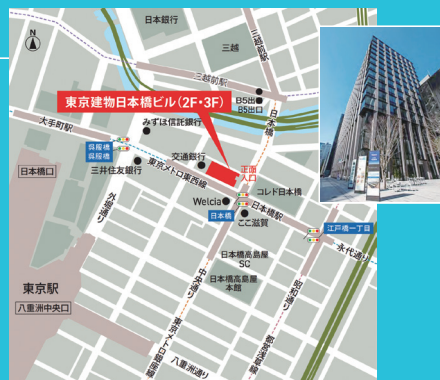 N
日本銀行
三越
三越前駅
三越前駅
B5出口
B5出口
東京建物日本橋ビル(2F・3F)
日本橋
大手町駅
みずほ信託銀行
呉服橋
呉服橋
交通銀行
正面
入口
日本橋口
三井住友銀行
東京メトロ東西線
コレド日本橋
Welcia
日本橋駅
日本橋
ここ滋賀
江戸橋一丁目
外堀通り
永代通り
日本橋高島屋
SC
中央通り
昭和通り
日本橋高島屋
本館
東京駅
八重洲中央口
東京メトロ銀座線
都営浅草線
八重洲通り